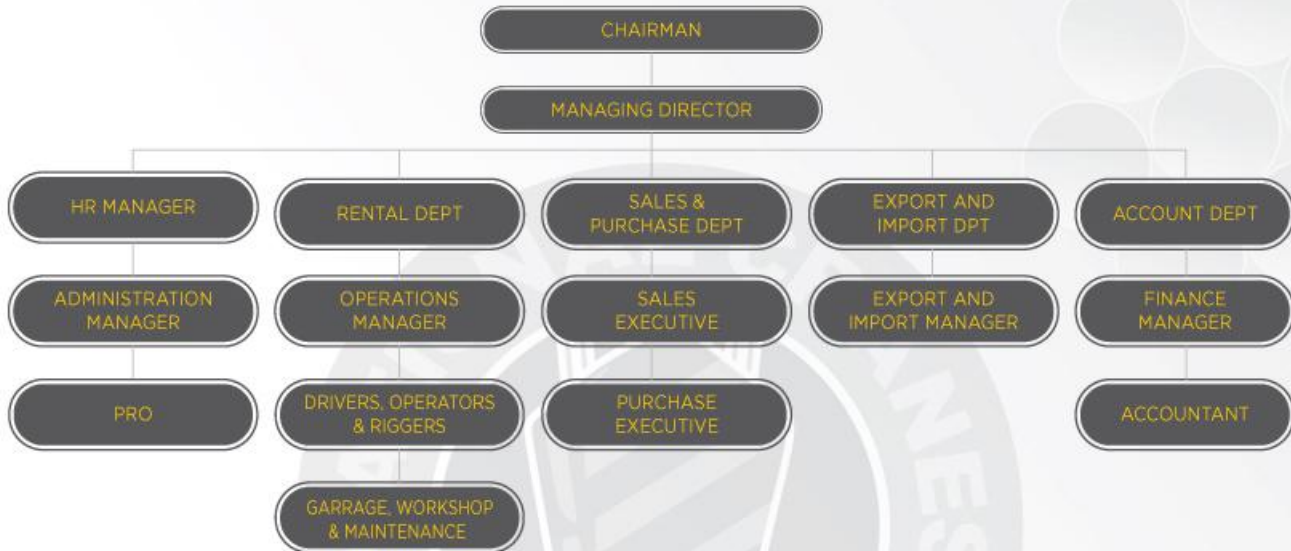 CHAIRMAN
MANAGING DIRECTOR
HR MANAGER
RENTAL DEPT
SALES &
PURCHASE DEPT
EXPORT AND
IMPORT DPT
ACCOUNT DEPT
ADMINISTRATION
MANAGER
OPERATIONS
MANAGER
SALES
EXECUTIVE
EXPORT AND
IMPORT MANAGER
FINANCE
MANAGER
PRO
DRIVERS, OPERATORS
& RIGGERS
PURCHASE
EXECUTIVE
ACCOUNTANT
GARRAGE, WORKSHOP
& MAINTENANCE